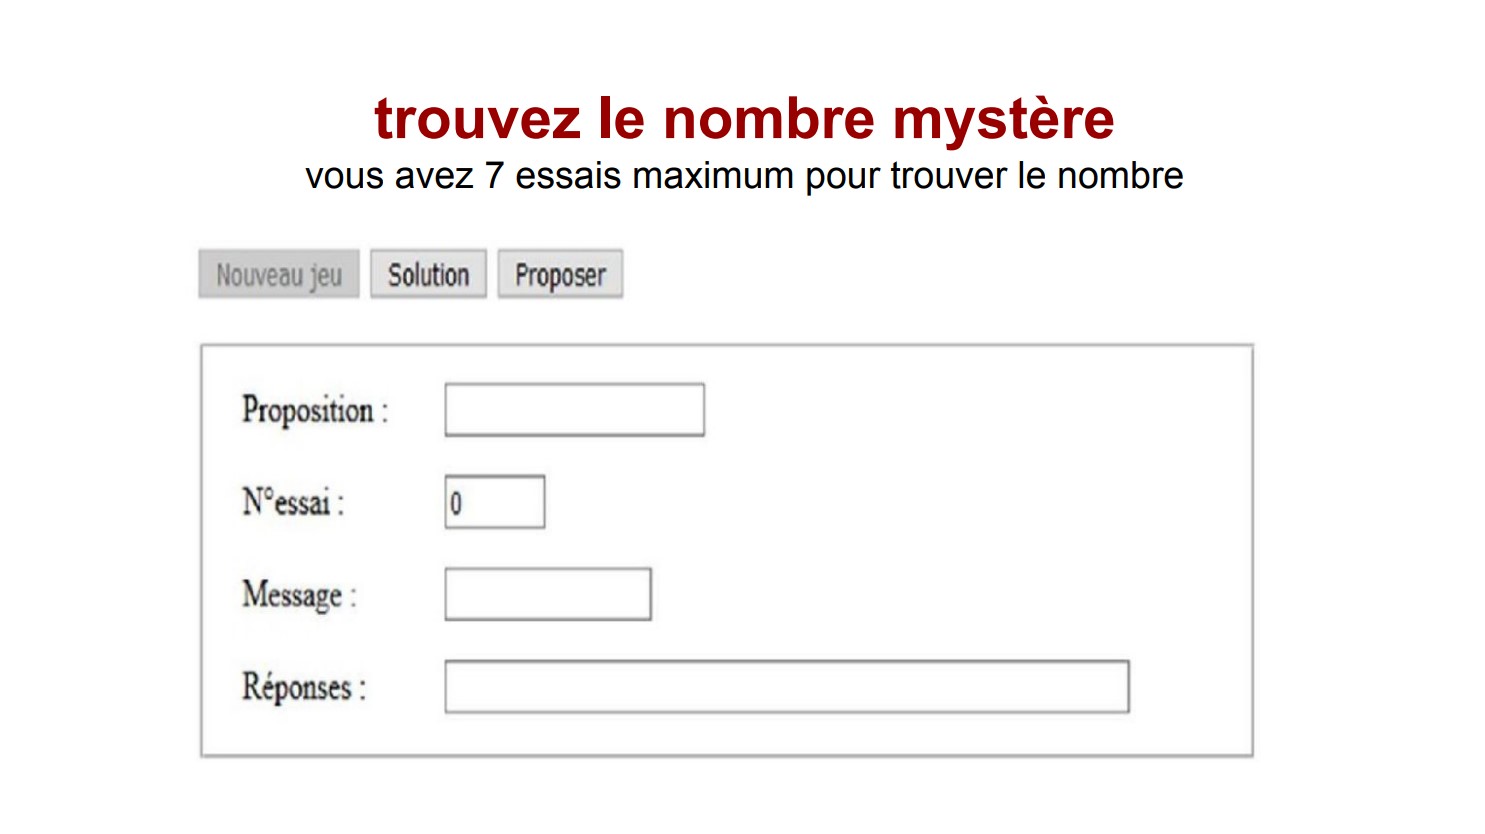 trouvez le nombre mystère
vous avez 7 essais maximum pour trouver le nombre
Nouveau jeu Solution Proposer
Proposition :
N°essai : 0
Message :
Réponses :